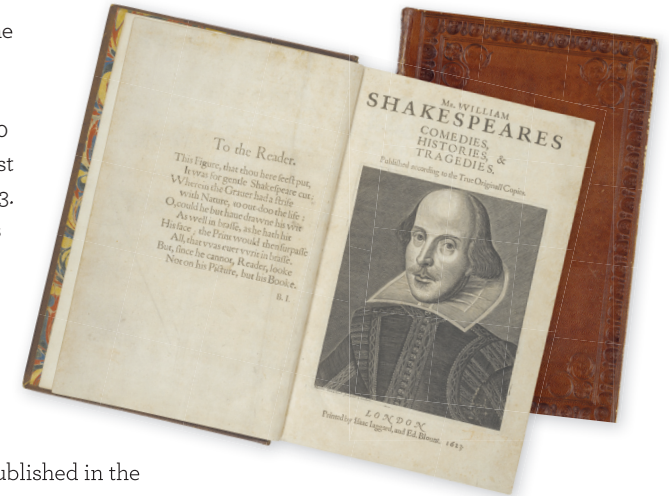 To the Reader.
This Figure, that thou here seest put,
It vvas for gentle Shakespeare cut;
VVherein the Grauer had a strife
with Nature, to out-doo the life:
O, could he but haue drawne his wit
As well in brasse, as he hath hit
His face, the Print would then surpasse
All, that vvas euer vvrit in brasse.
But, since he cannot, Reader, looke
Not on his Picture, but his Booke.
B. I.
Mr. WILLIAM
SHAKESPEARES
COMEDIES,
HISTORIES, &
TRAGEDIES.
Published according to the True Originall Copies.
LONDON
Printed by Isaac Iaggard, and Ed. Blount. 1623
ublished in the